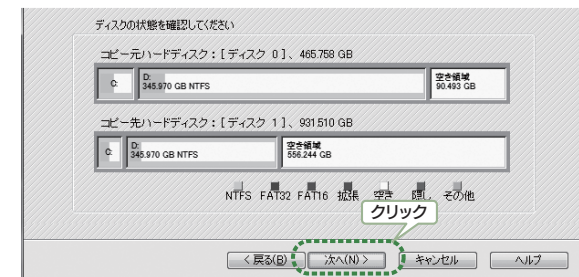 ディスクの状態を確認してください
コピー元ハードディスク：[ディスク 0]、465.758 GB
C:
D:
345.970 GB NTFS
空き領域
90.493 GB
コピー先ハードディスク：[ディスク 1]、931.510 GB
C:
D:
345.970 GB NTFS
空き領域
556.244 GB
NTFS FAT32 FAT16 拡張 空き 隠し その他
クリック
< 戻る(B) 次へ(N) > キャンセル ヘルプ